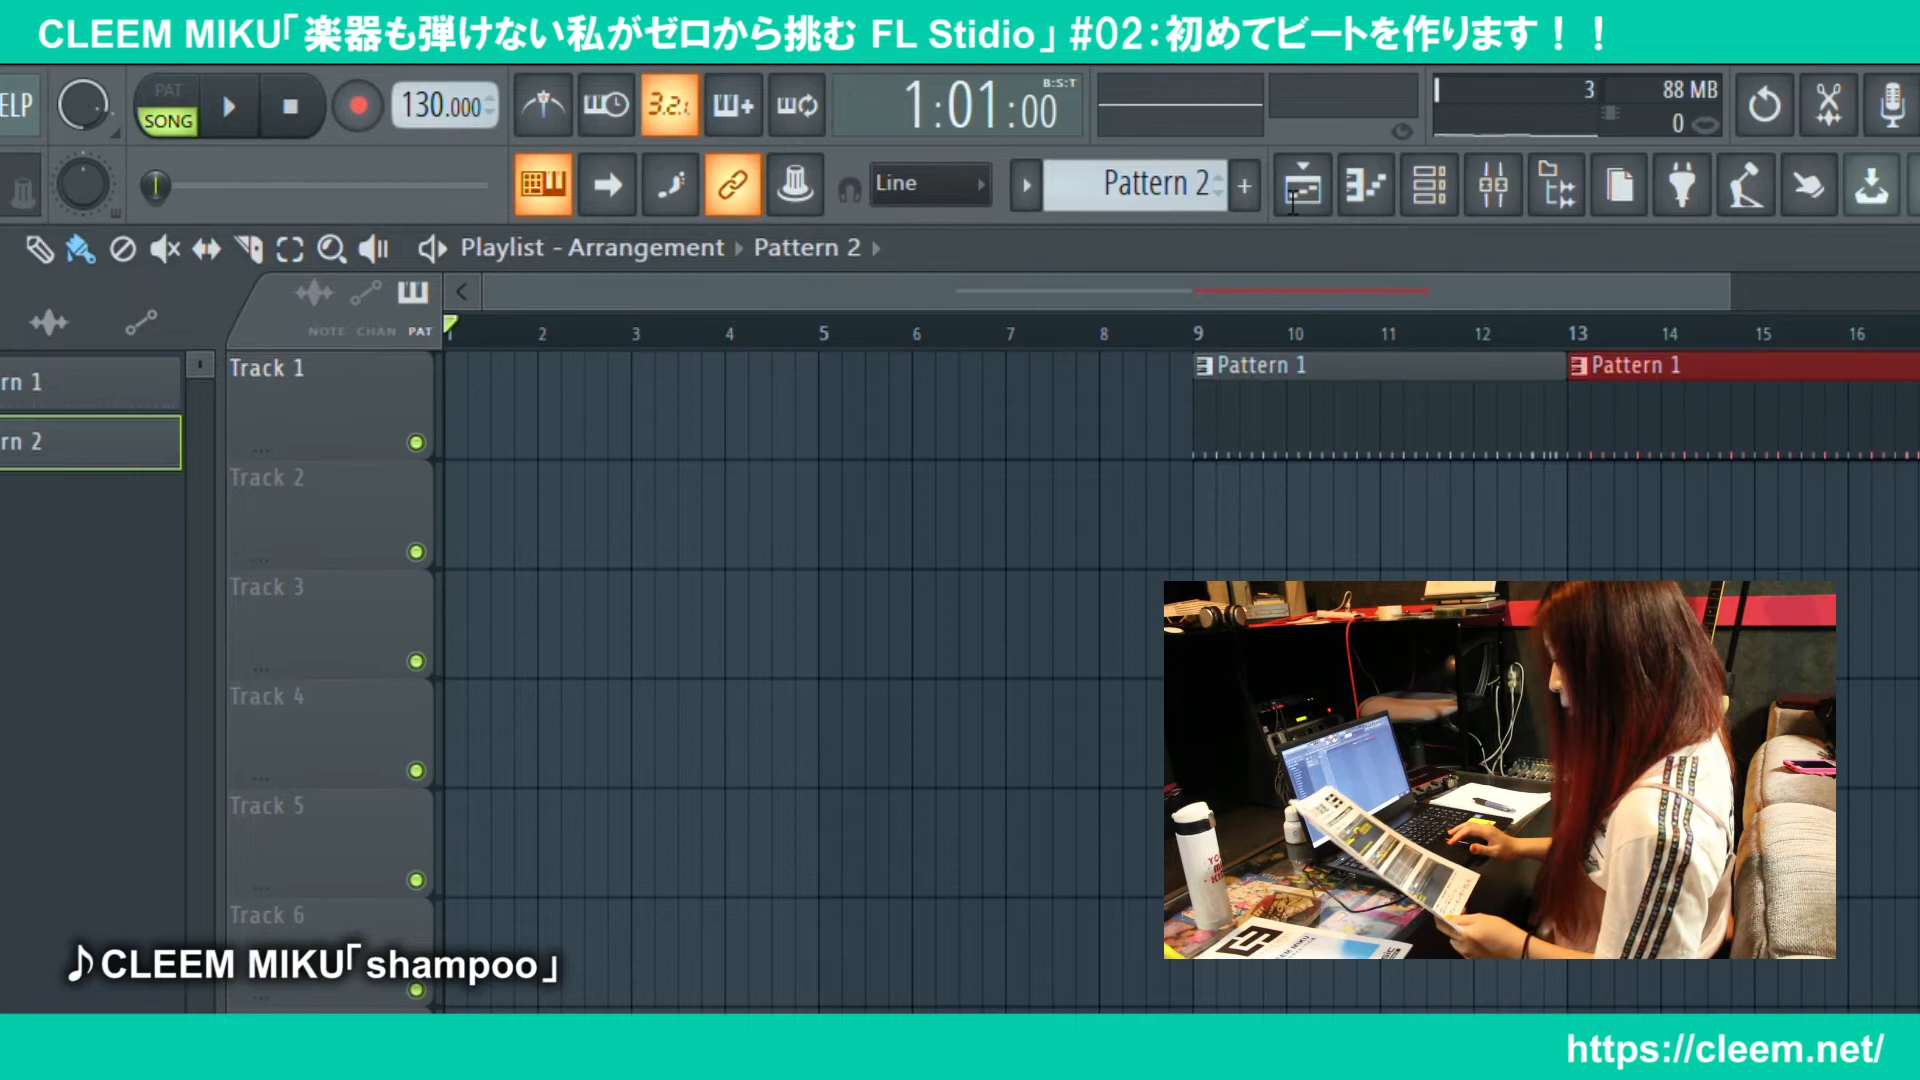 CLEEM MIKU「楽器も弾けない私がゼロから挑む FL Stidio」#02：初めてビートを作ります！！
ELP
PAT
SONG
130.000
3.2.
1:01:00
B:S:T
3
88 MB
0
Line
Pattern 2
Playlist - Arrangement
Pattern 2
NOTE CHAN PAT
1 2 3 4 5 6 7 8 9 10 11 12 13 14 15 16
rn 1
rn 2
Track 1
Pattern 1
Pattern 1
Track 2
Track 3
Track 4
Track 5
Track 6
♪CLEEM MIKU「shampoo」
https://cleem.net/